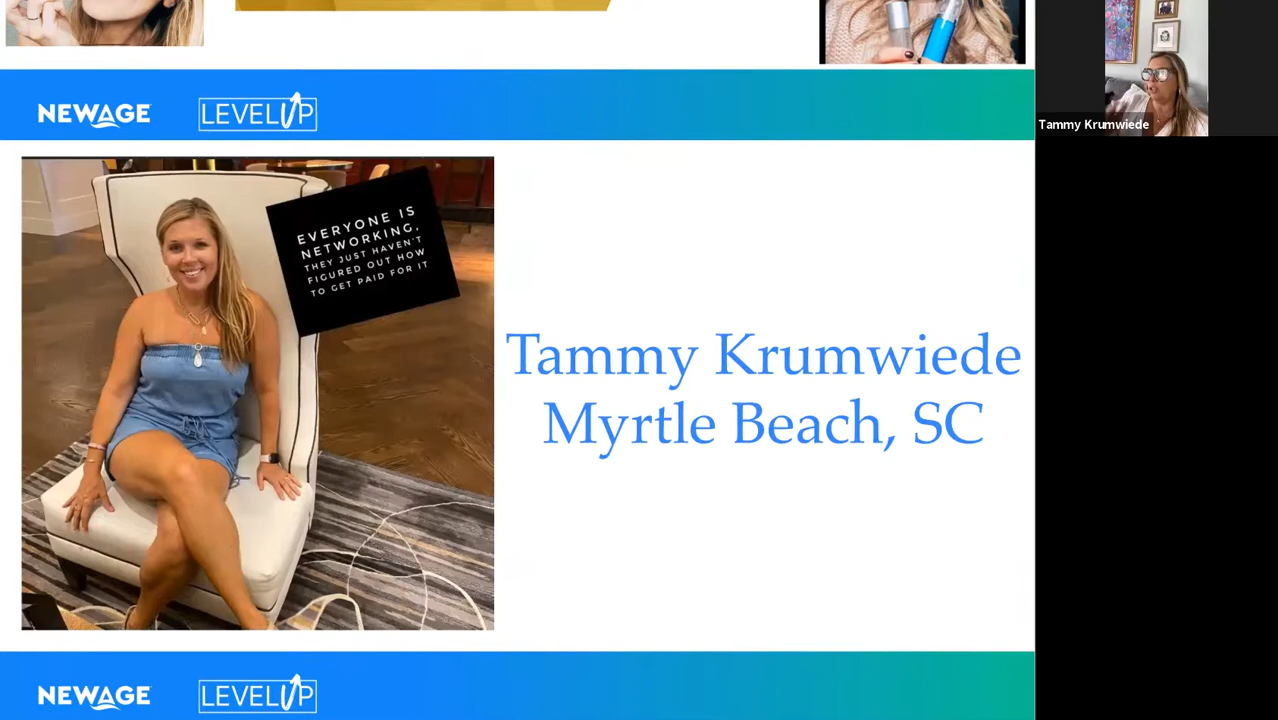 NEWAGE
LEVELUP
Tammy Krumwiede
EVERYONE IS
NETWORKING,
THEY JUST HAVEN'T
FIGURED OUT HOW
TO GET PAID FOR IT
Tammy Krumwiede
Myrtle Beach, SC
NEWAGE
LEVELUP